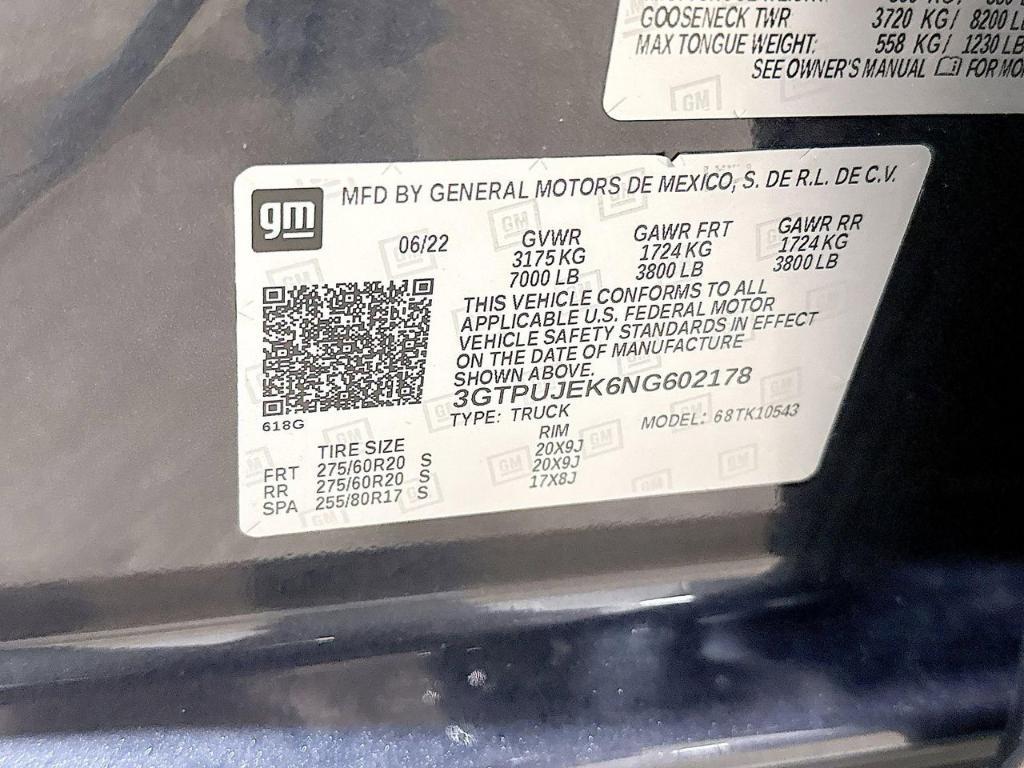 GOOSENECK TWR 3720 KG/ 8200 LB
MAX TONGUE WEIGHT: 558 KG/ 1230 LB
SEE OWNER'S MANUAL FOR
gm
MFD BY GENERAL MOTORS DE MEXICO, S. DE R.L. DE C.V.
06/22 GVWR GAWR FRT GAWR RR
3175 KG 1724 KG 1724 KG
7000 LB 3800 LB 3800 LB
THIS VEHICLE CONFORMS TO ALL
APPLICABLE U.S. FEDERAL MOTOR
VEHICLE SAFETY STANDARDS IN EFFECT
ON THE DATE OF MANUFACTURE
SHOWN ABOVE.
3GTPUJEK6NG602178
TYPE: TRUCK MODEL: 68TK10543
618G
TIRE SIZE RIM
FRT 275/60R20 S 20X9J
RR 275/60R20 S 20X9J
SPA 255/80R17 S 17X8J